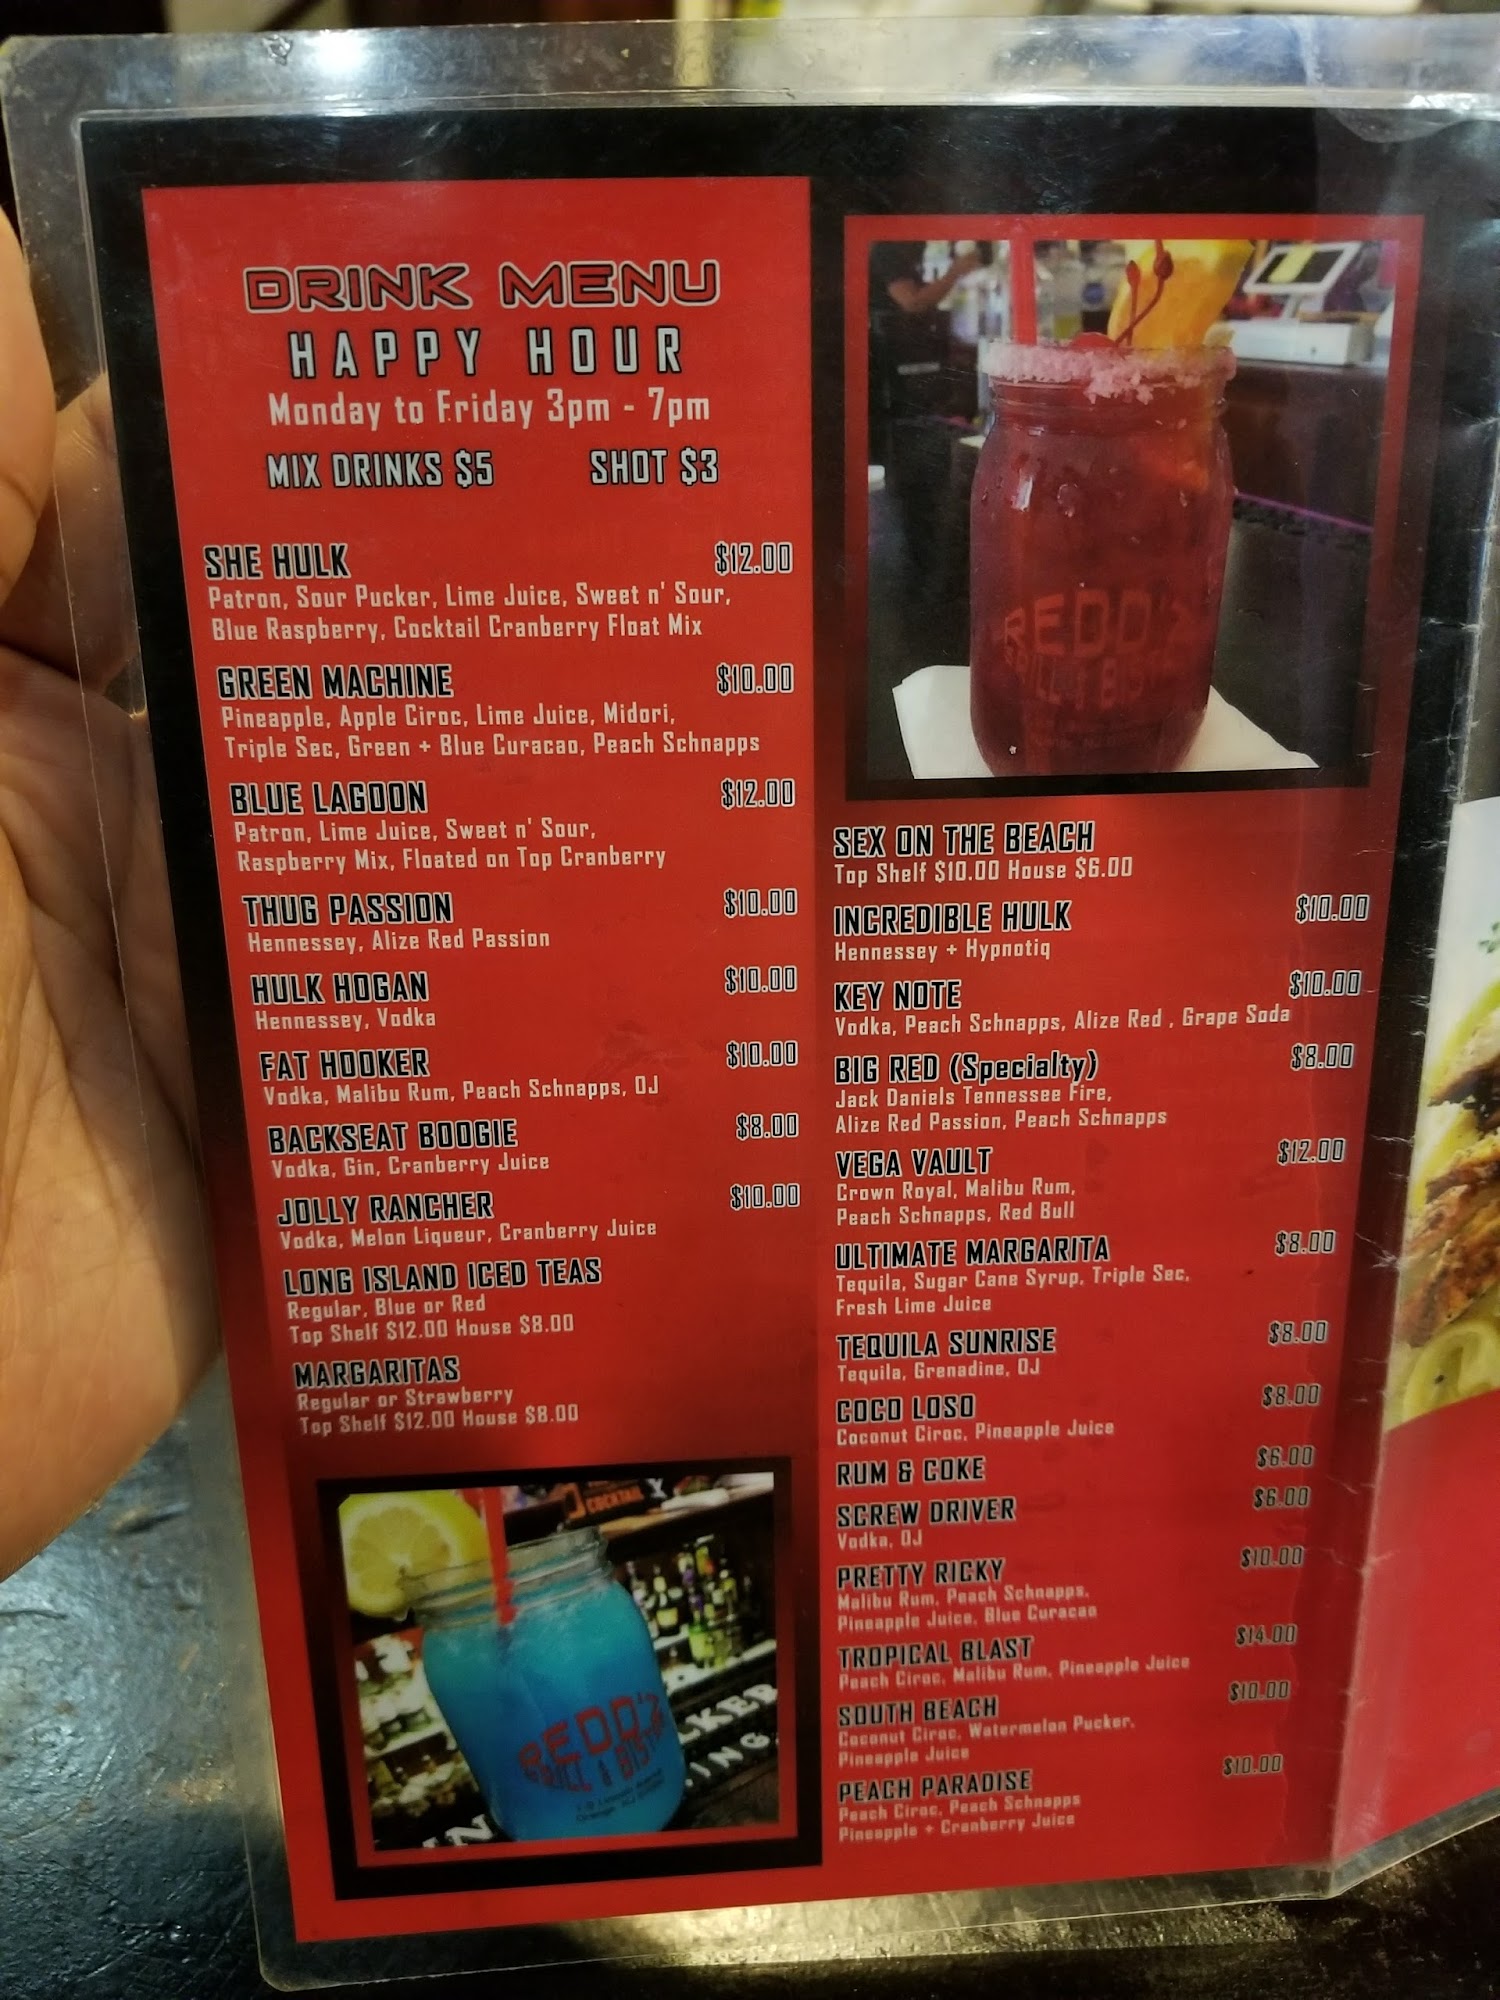 DRINK MENU
HAPPY HOUR
Monday to Friday 3pm - 7pm
MIX DRINKS $5 SHOT $3
SHE HULK $12.00
Patron, Sour Pucker, Lime Juice, Sweet n' Sour,
Blue Raspberry, Cocktail Cranberry Float Mix
GREEN MACHINE $10.00
Pineapple, Apple Ciroc, Lime Juice, Midori,
Triple Sec, Green + Blue Curacao, Peach Schnapps
BLUE LAGOON $12.00
Patron, Lime Juice, Sweet n' Sour,
Raspberry Mix, Floated on Top Cranberry
THUG PASSION $10.00
Hennessey, Alize Red Passion
HULK HOGAN $10.00
Hennessey, Vodka
FAT HOOKER $10.00
Vodka, Malibu Rum, Peach Schnapps, OJ
BACKSEAT BOOGIE $8.00
Vodka, Gin, Cranberry Juice
JOLLY RANCHER $10.00
Vodka, Melon Liqueur, Cranberry Juice
LONG ISLAND ICED TEAS
Regular, Blue or Red
Top Shelf $12.00 House $8.00
MARGARITAS
Regular or Strawberry
Top Shelf $12.00 House $8.00
COCKTAIL
REDD'Z
GRILL & BISTRO
REDD'Z
GRILL & BISTRO
SEX ON THE BEACH
Top Shelf $10.00 House $6.00
INCREDIBLE HULK $10.00
Hennessey + Hypnotiq
KEY NOTE $10.00
Vodka, Peach Schnapps, Alize Red , Grape Soda
BIG RED (Specialty) $8.00
Jack Daniels Tennessee Fire,
Alize Red Passion, Peach Schnapps
VEGA VAULT $12.00
Crown Royal, Malibu Rum,
Peach Schnapps, Red Bull
ULTIMATE MARGARITA $8.00
Tequila, Sugar Cane Syrup, Triple Sec,
Fresh Lime Juice
TEQUILA SUNRISE $8.00
Tequila, Grenadine, OJ
COCO LOSO $8.00
Coconut Ciroc, Pineapple Juice
RUM & COKE $6.00
SCREW DRIVER $6.00
Vodka, OJ
PRETTY RICKY $10.00
Malibu Rum, Peach Schnapps,
Pineapple Juice, Blue Curacao
TROPICAL BLAST $14.00
Peach Ciroc, Malibu Rum, Pineapple Juice
SOUTH BEACH $10.00
Coconut Ciroc, Watermelon Pucker,
Pineapple Juice
PEACH PARADISE $10.00
Peach Ciroc, Peach Schnapps
Pineapple + Cranberry Juice